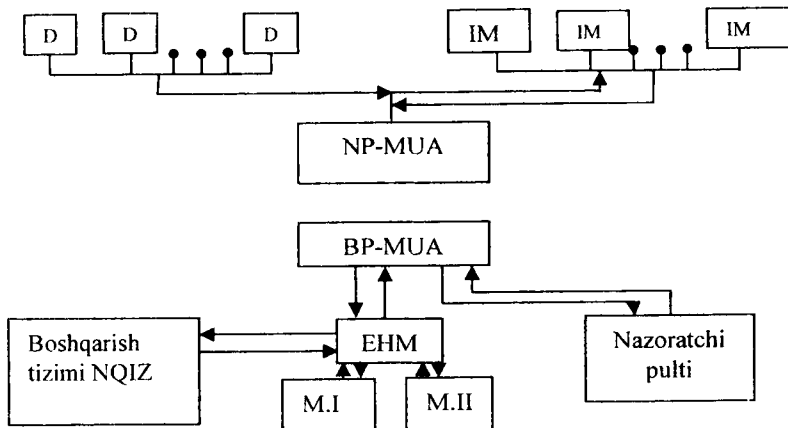 D D D IM IM IM
NP-MUA
BP-MUA
Boshqarish
tizimi NQIZ
EHM
Nazoratchi
pulti
M.I M.II